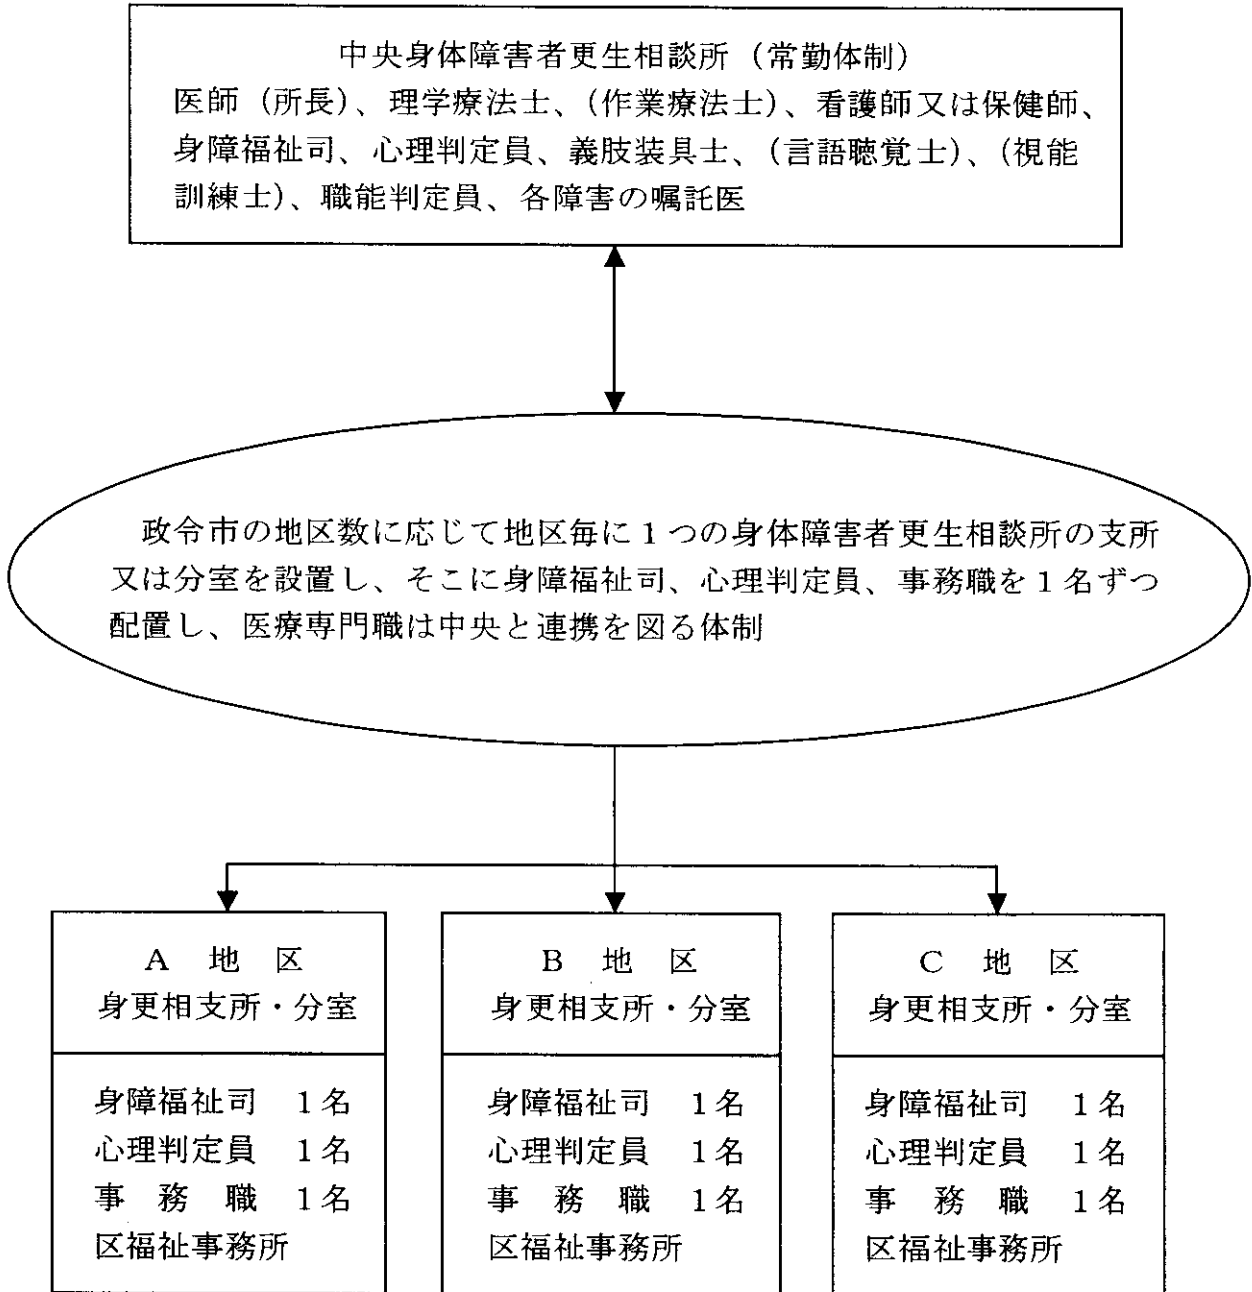 中央身体障害者更生相談所（常勤体制）
医師（所長）、理学療法士、（作業療法士）、看護師又は保健師、
身障福祉司、心理判定員、義肢装具士、（言語聴覚士）、（視能
訓練士）、職能判定員、各障害の嘱託医
政令市の地区数に応じて地区毎に1つの身体障害者更生相談所の支所
又は分室を設置し、そこに身障福祉司、心理判定員、事務職を1名ずつ
配置し、医療専門職は中央と連携を図る体制
A 地 区
身更相支所・分室
身障福祉司 1名
心理判定員 1名
事 務 職 1名
区福祉事務所
B 地 区
身更相支所・分室
身障福祉司 1名
心理判定員 1名
事 務 職 1名
区福祉事務所
C 地 区
身更相支所・分室
身障福祉司 1名
心理判定員 1名
事 務 職 1名
区福祉事務所